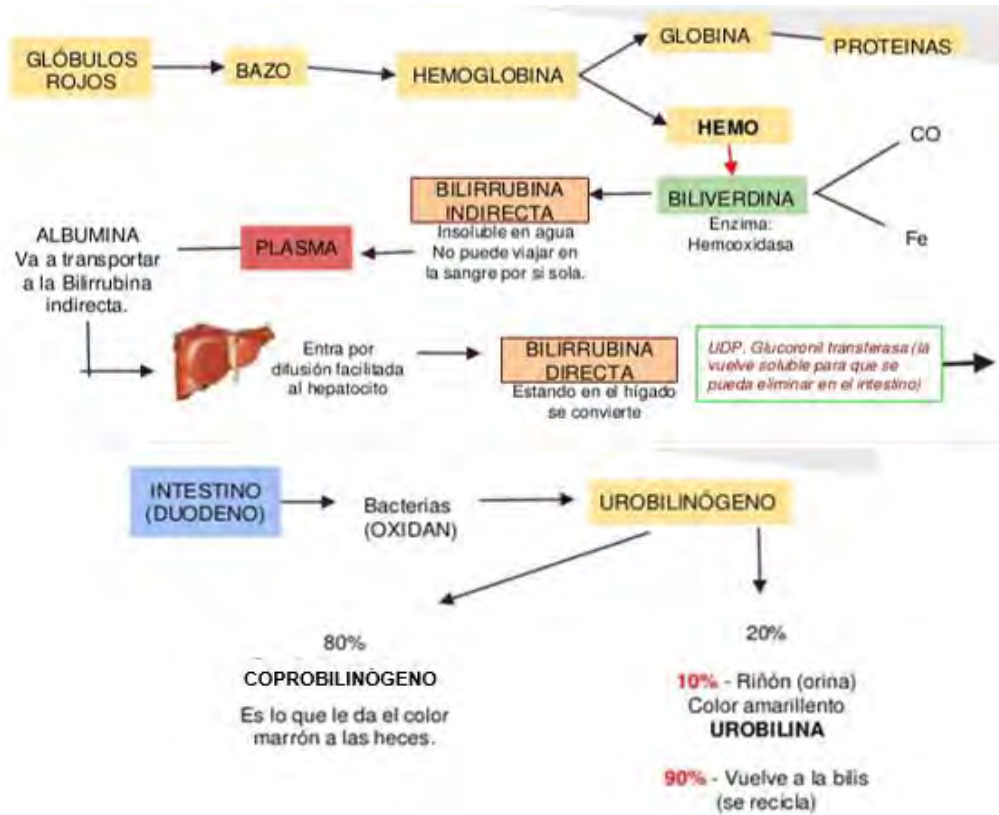 GLÓBULOS
ROJOS
BAZO
HEMOGLOBINA
GLOBINA
PROTEINAS
HEMO
CO
BILIVERDINA
Enzima:
Hemooxidasa
Fe
BILIRRUBINA
INDIRECTA
Insoluble en agua
No puede viajar en
la sangre por si sola.
PLASMA
ALBUMINA
Va a transportar
a la Bilirrubina
indirecta.
Entra por
difusión facilitada
al hepatocito
BILIRRUBINA
DIRECTA
Estando en el hígado
se convierte
UDP. Glucoronil transferasa (la
vuelve soluble para que se
pueda eliminar en el intestino)
INTESTINO
(DUODENO)
Bacterias
(OXIDAN)
UROBILINÓGENO
80%
COPROBILINÓGENO
Es lo que le da el color
marrón a las heces.
20%
10% - Riñón (orina)
Color amarillento
UROBILINA
90% - Vuelve a la bilis
(se recicla)